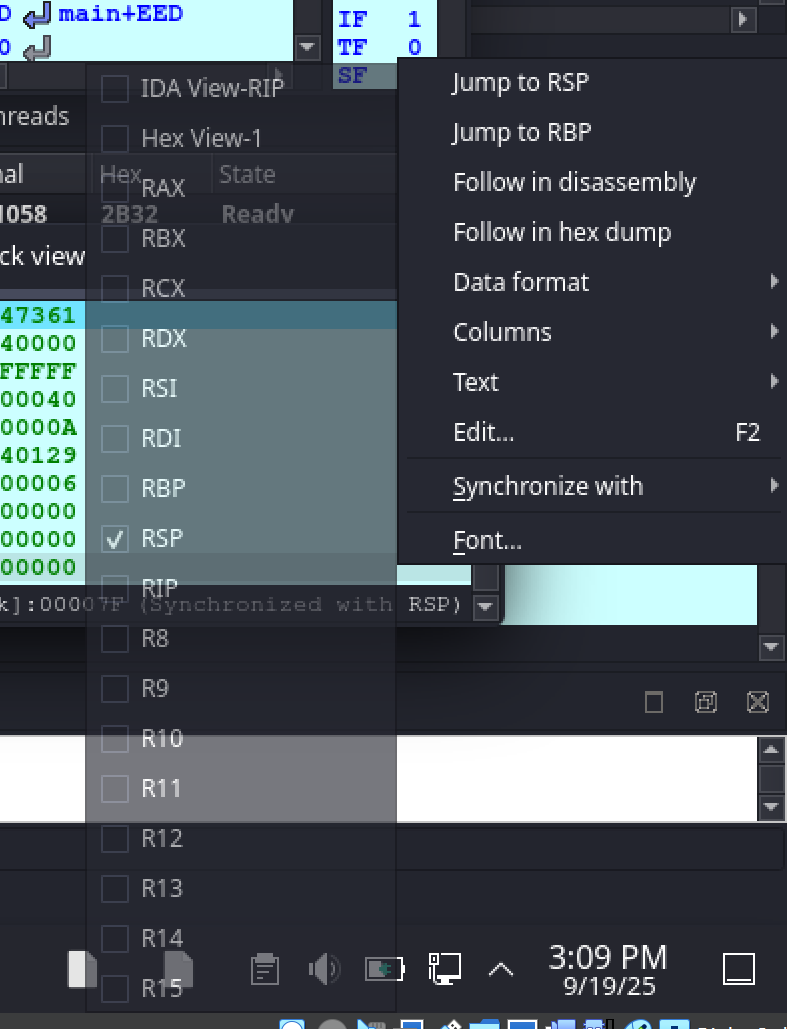 D main+EED
0
IF 1
TF 0
SF
hreads
nal Hex State
1058 2B32 Ready
ck view
47361
40000
FFFFF
00040
0000A
40129
00006
00000
00000
00000
k]:00007F (Synchronized with RSP)
IDA View-RIP
Hex View-1
RAX
RBX
RCX
RDX
RSI
RDI
RBP
RSP
RIP
R8
R9
R10
R11
R12
R13
R14
R15
Jump to RSP
Jump to RBP
Follow in disassembly
Follow in hex dump
Data format
Columns
Text
Edit... F2
Synchronize with
Font...
3:09 PM
9/19/25